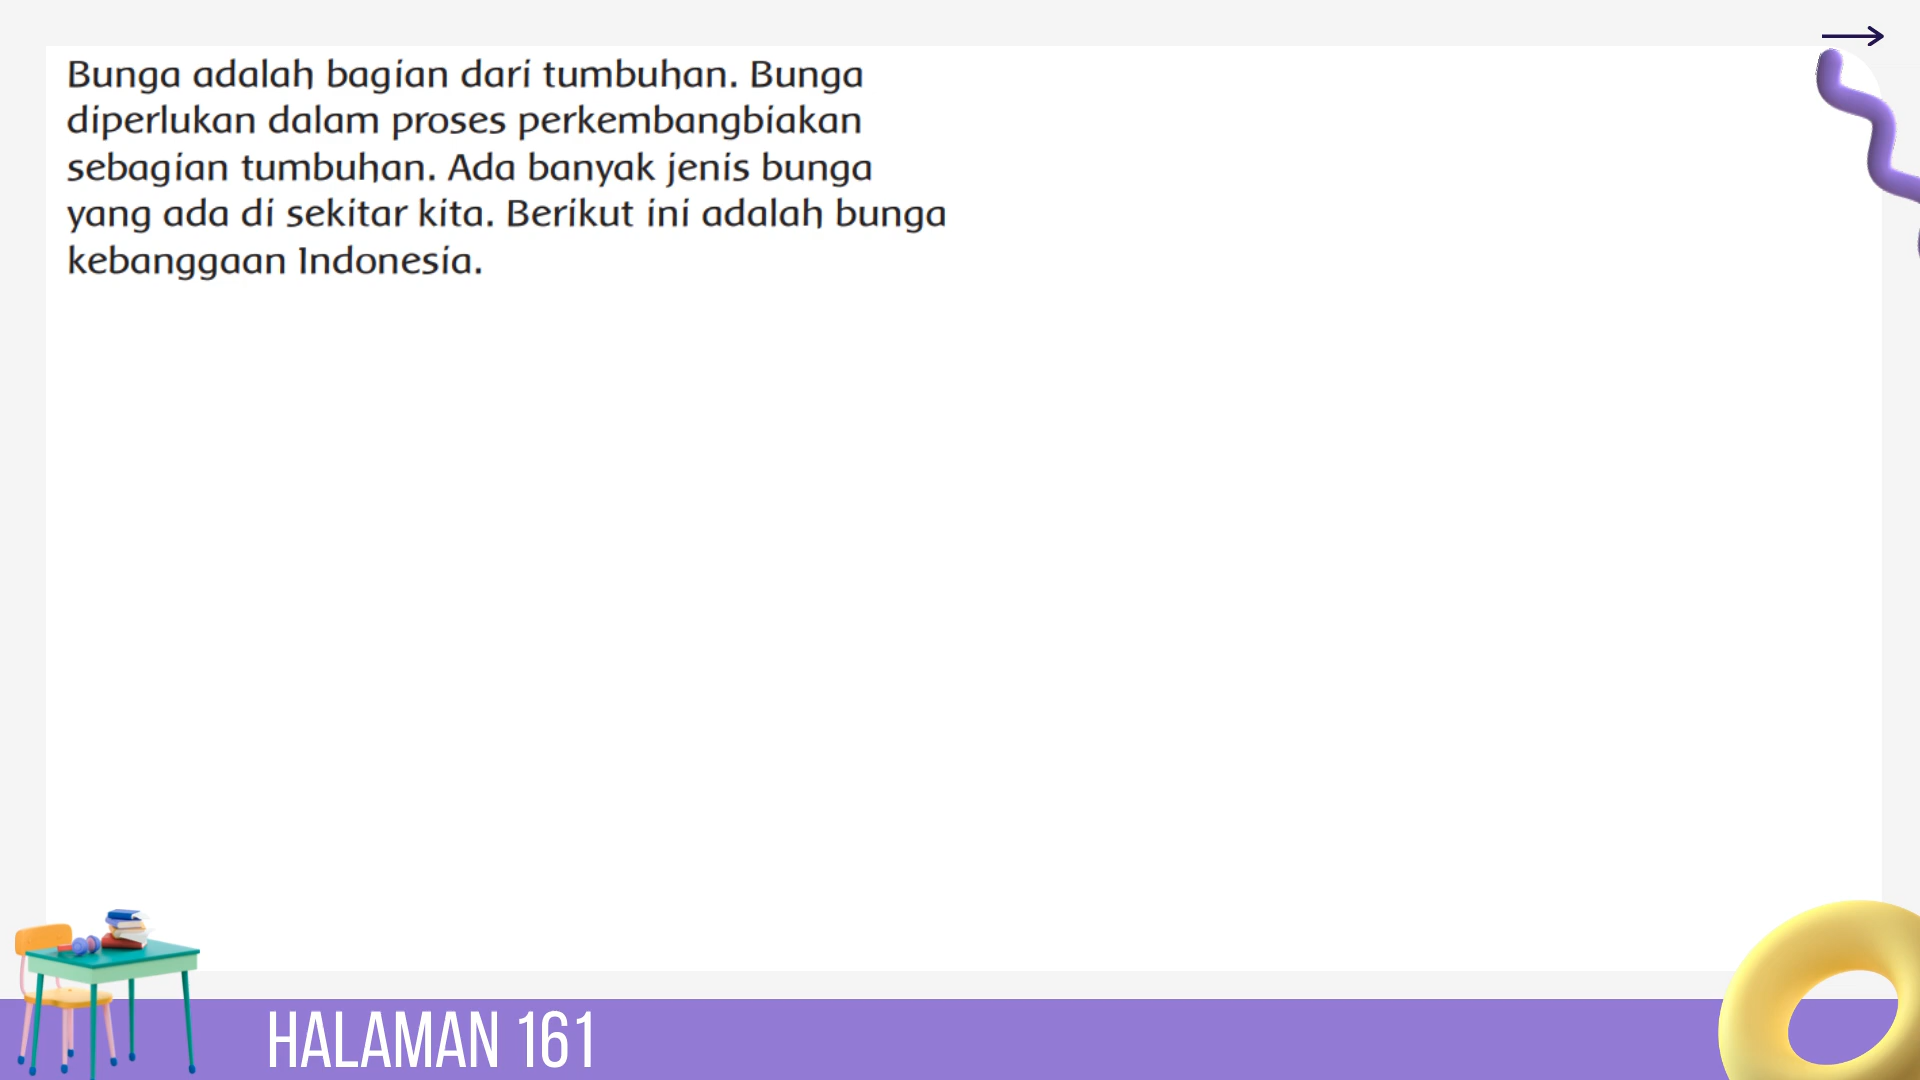 Bunga adalah bagian dari tumbuhan. Bunga
diperlukan dalam proses perkembangbiakan
sebagian tumbuhan. Ada banyak jenis bunga
yang ada di sekitar kita. Berikut ini adalah bunga
kebanggaan Indonesia.
HALAMAN 161